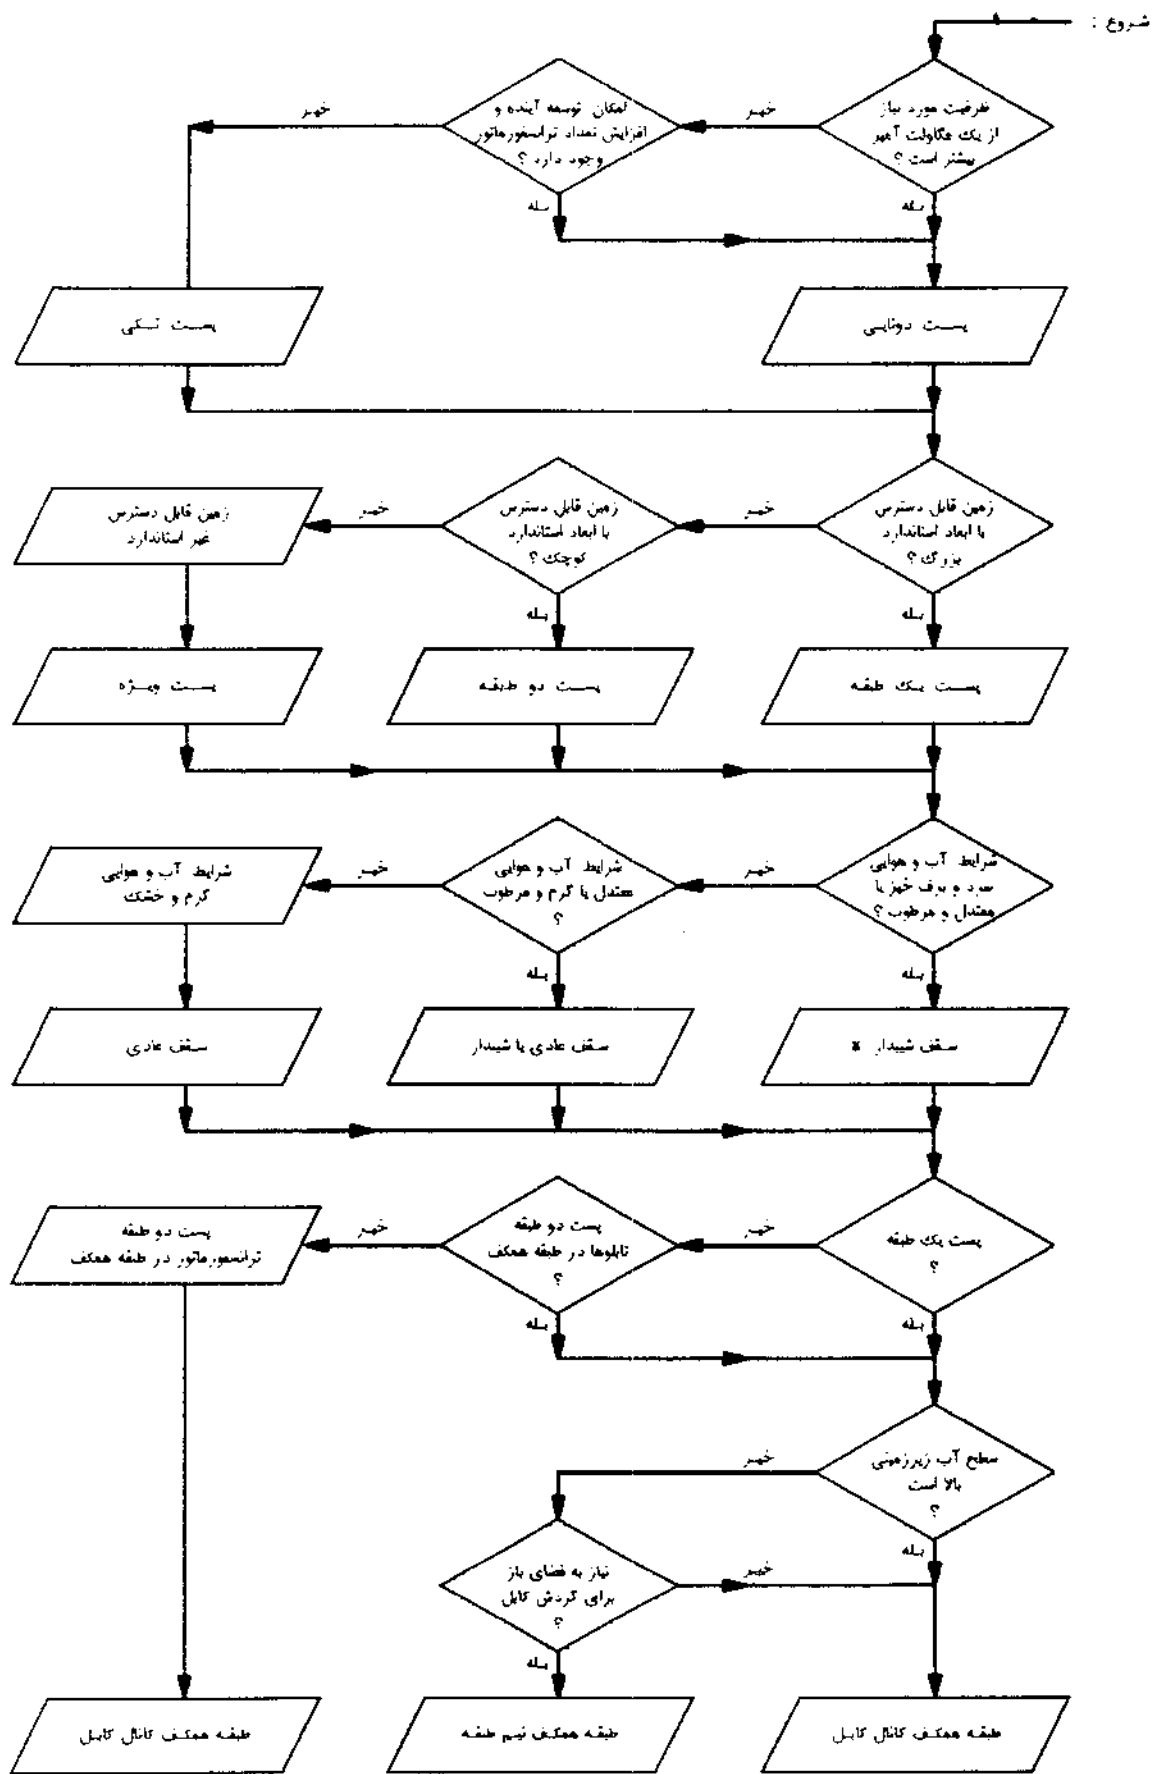 شروع :
ظرفیت مورد نیاز
از یک مگاولت آمپر
بیشتر است ؟
خیر
امکان توسعه آینده و
افزایش تعداد ترانسفورماتور
وجود دارد ؟
خیر
بله
بله
پست دوتایی
پست تکی
زمین قابل دسترس
با ابعاد استاندارد
بزرگ ؟
خیر
زمین قابل دسترس
با ابعاد استاندارد
کوچک ؟
خیر
زمین قابل دسترس
غیر استاندارد
بله
بله
پست یک طبقه
پست دو طبقه
پست ویژه
شرایط آب و هوایی
سرد و برف خیز یا
معتدل و مرطوب ؟
خیر
شرایط آب و هوایی
معتدل یا گرم و مرطوب
؟
خیر
شرایط آب و هوایی
گرم و خشک
بله
بله
سقف شیبدار *
سقف عادی یا شیبدار
سقف عادی
پست یک طبقه
؟
خیر
پست دو طبقه
تابلوها در طبقه همکف
؟
خیر
پست دو طبقه
ترانسفورماتور در طبقه همکف
بله
بله
سطح آب زیرزمینی
بالا است
؟
خیر
بله
نیاز به فضای باز
برای گردش کابل
؟
خیر
بله
طبقه همکف کانال کابل
طبقه همکف نیم طبقه
طبقه همکف کانال کابل